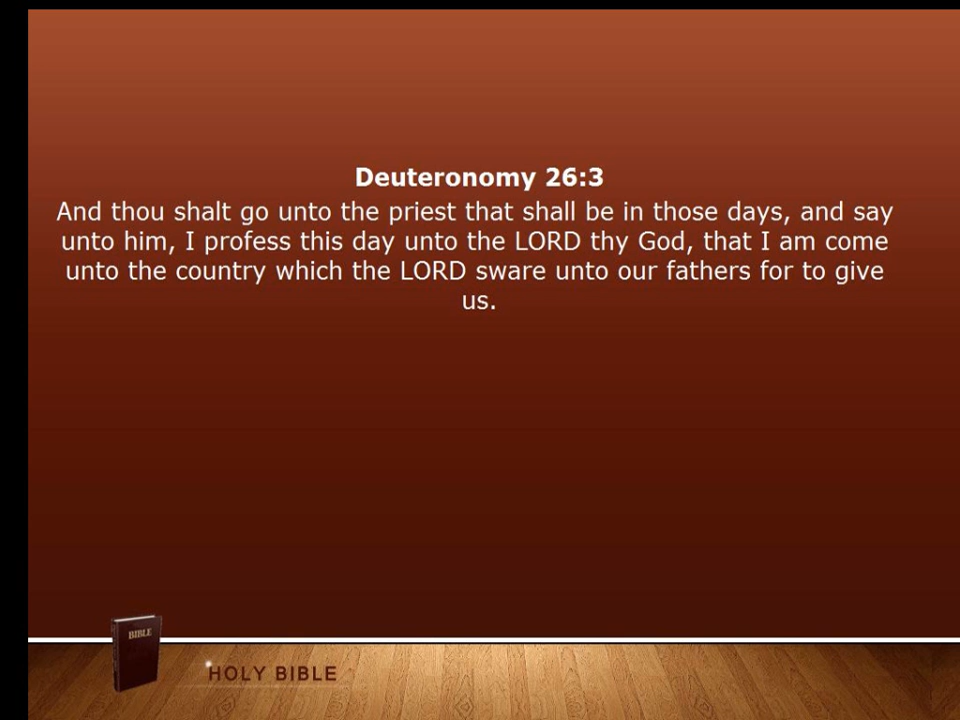 Deuteronomy 26:3
And thou shalt go unto the priest that shall be in those days, and say
unto him, I profess this day unto the LORD thy God, that I am come
unto the country which the LORD sware unto our fathers for to give
us.
BIBLE
HOLY BIBLE